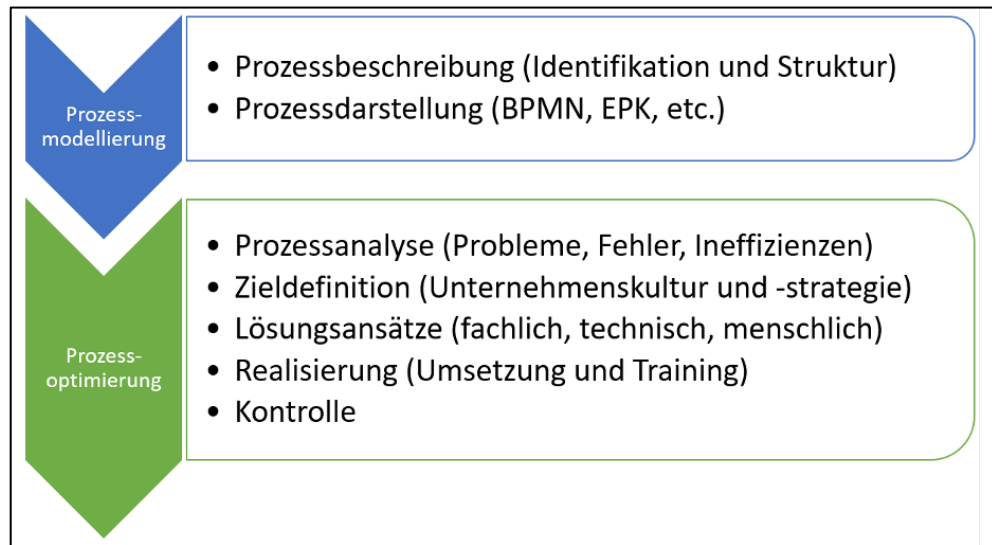 Prozess-
modellierung
• Prozessbeschreibung (Identifikation und Struktur)
• Prozessdarstellung (BPMN, EPK, etc.)
Prozess-
optimierung
• Prozessanalyse (Probleme, Fehler, Ineffizienzen)
• Zieldefinition (Unternehmenskultur und -strategie)
• Lösungsansätze (fachlich, technisch, menschlich)
• Realisierung (Umsetzung und Training)
• Kontrolle